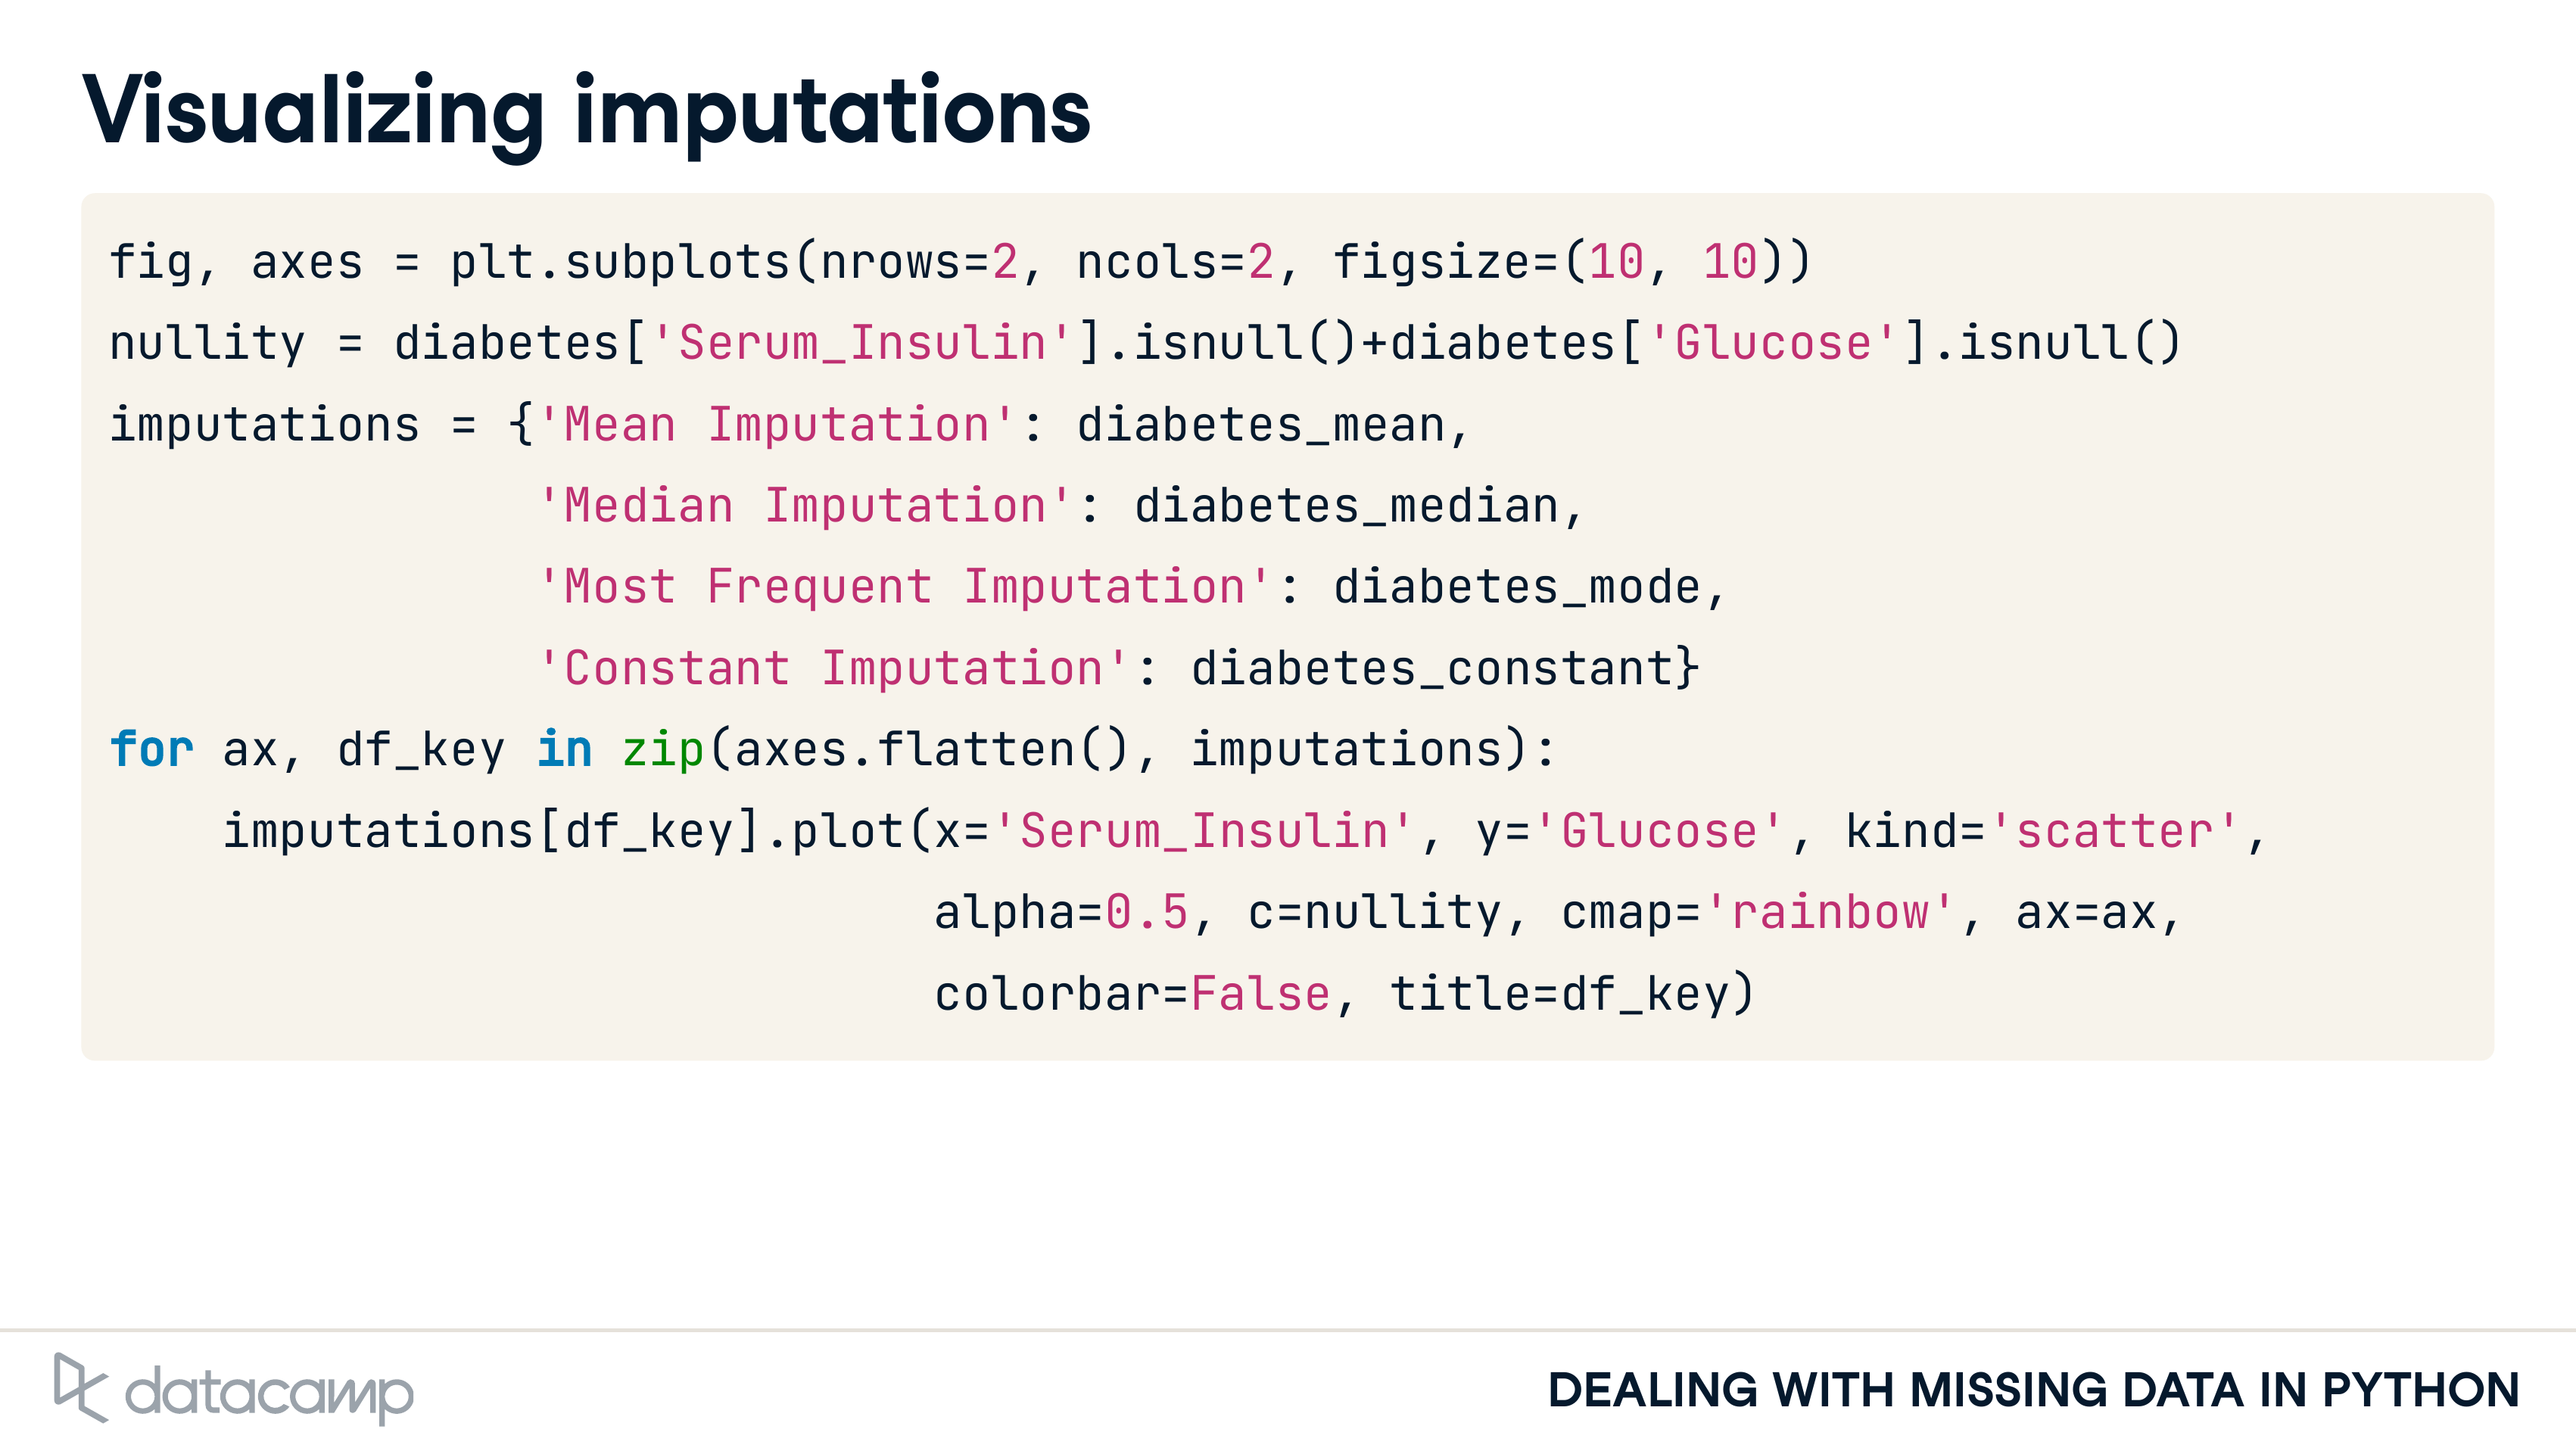 Visualizing imputations
fig, axes = plt.subplots(nrows=2, ncols=2, figsize=(10, 10))
nullity = diabetes['Serum_Insulin'].isnull()+diabetes['Glucose'].isnull()
imputations = {'Mean Imputation': diabetes_mean,
               'Median Imputation': diabetes_median,
               'Most Frequent Imputation': diabetes_mode,
               'Constant Imputation': diabetes_constant}
for ax, df_key in zip(axes.flatten(), imputations):
    imputations[df_key].plot(x='Serum_Insulin', y='Glucose', kind='scatter',
                             alpha=0.5, c=nullity, cmap='rainbow', ax=ax,
                             colorbar=False, title=df_key)
datacamp
DEALING WITH MISSING DATA IN PYTHON